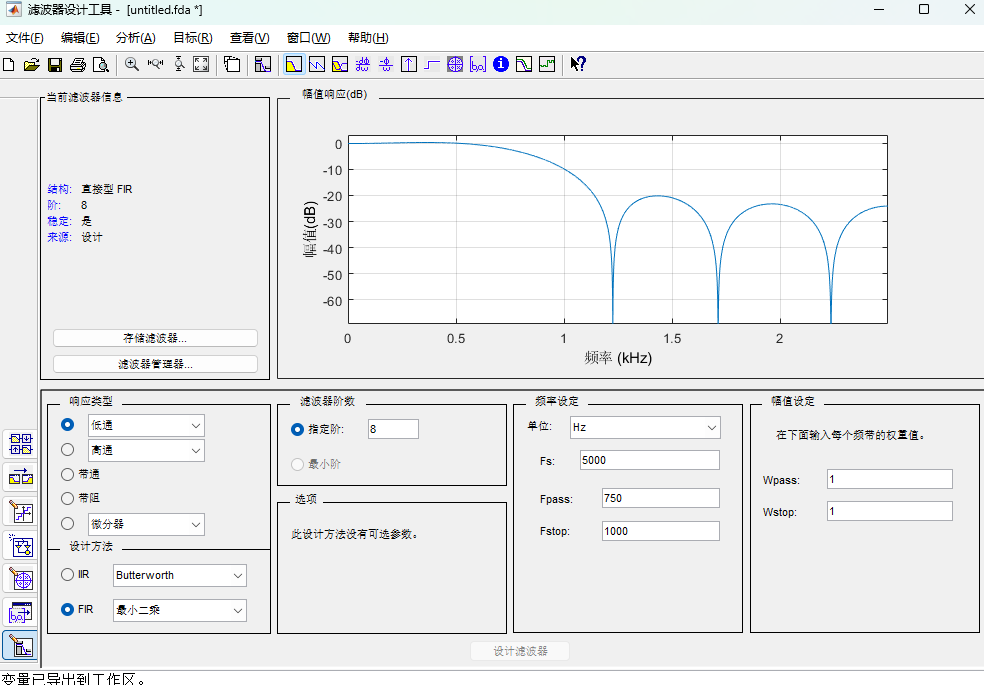 滤波器设计工具 - [untitled.fda *]
文件(F) 编辑(E) 分析(A) 目标(R) 查看(V) 窗口(W) 帮助(H)
当前滤波器信息
结构: 直接型 FIR
阶: 8
稳定: 是
来源: 设计
存储滤波器...
滤波器管理器...
幅值响应(dB)
0
-10
-20
-30
-40
-50
-60
幅值(dB)
0 0.5 1 1.5 2
频率 (kHz)
响应类型
低通
高通
带通
带阻
微分器
设计方法
IIR Butterworth
FIR 最小二乘
滤波器阶数
指定阶: 8
最小阶
选项
此设计方法没有可选参数。
频率设定
单位: Hz
Fs: 5000
Fpass: 750
Fstop: 1000
幅值设定
在下面输入每个频带的权重值。
Wpass: 1
Wstop: 1
设计滤波器
变量已导出到工作区。